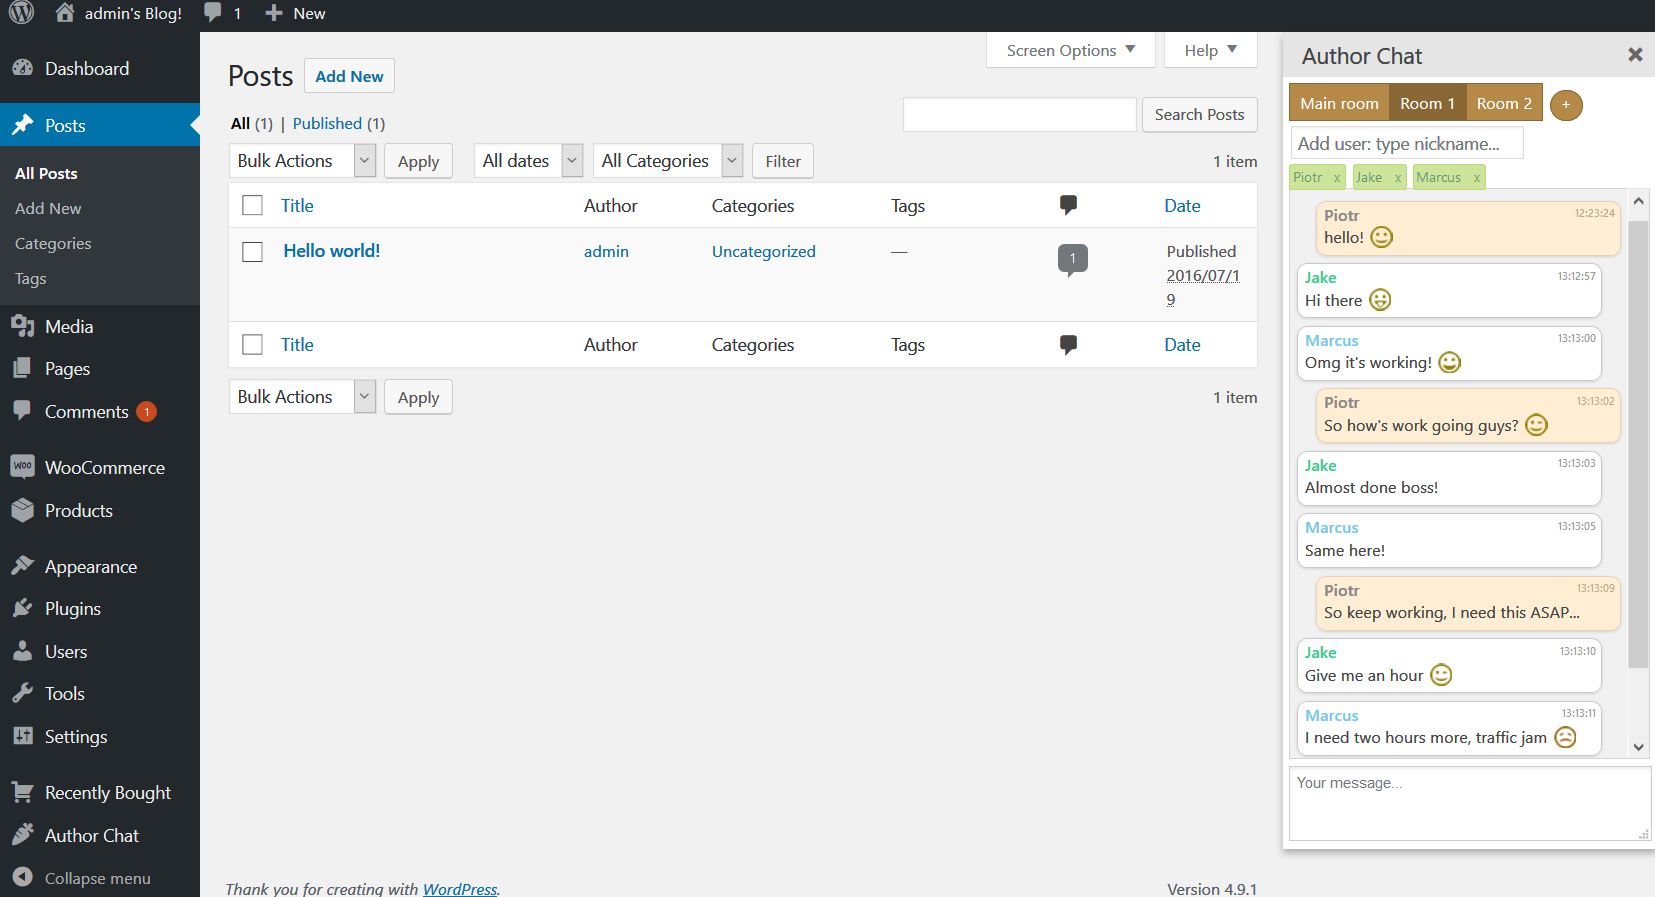 admin's Blog!
1
New
Dashboard
Posts
All Posts
Add New
Categories
Tags
Media
Pages
Comments 1
WooCommerce
Products
Appearance
Plugins
Users
Tools
Settings
Recently Bought
Author Chat
Collapse menu
Screen Options
Help
Posts Add New
All (1) | Published (1)
Search Posts
Bulk Actions Apply All dates All Categories Filter 1 item
Title Author Categories Tags Date
Hello world! admin Uncategorized — 1 Published
2016/07/1
9
Title Author Categories Tags Date
Bulk Actions Apply 1 item
Thank you for creating with WordPress. Version 4.9.1
Author Chat
Main room Room 1 Room 2 +
Add user: type nickname...
Piotr x Jake x Marcus x
Piotr 12:23:24
hello!
Jake 13:12:57
Hi there
Marcus 13:13:00
Omg it's working!
Piotr 13:13:02
So how's work going guys?
Jake 13:13:03
Almost done boss!
Marcus 13:13:05
Same here!
Piotr 13:13:09
So keep working, I need this ASAP...
Jake 13:13:10
Give me an hour
Marcus 13:13:11
I need two hours more, traffic jam
Your message...